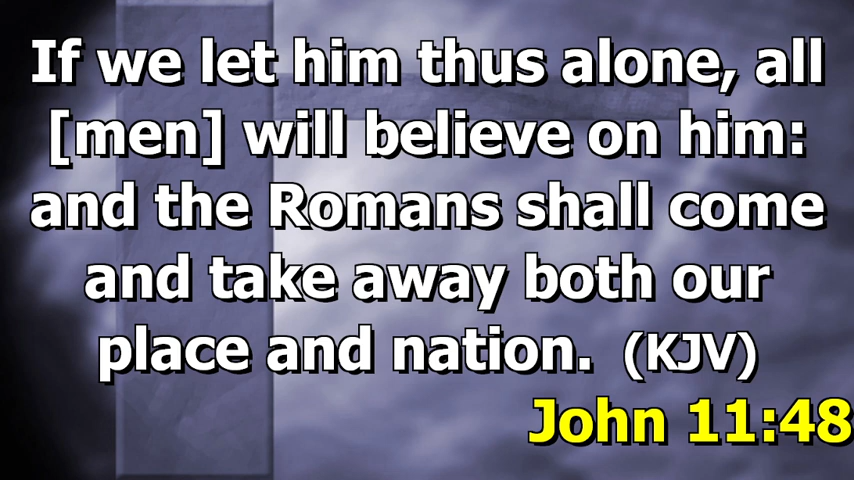 If we let him thus alone, all
[men] will believe on him:
and the Romans shall come
and take away both our
place and nation. (KJV)
John 11:48